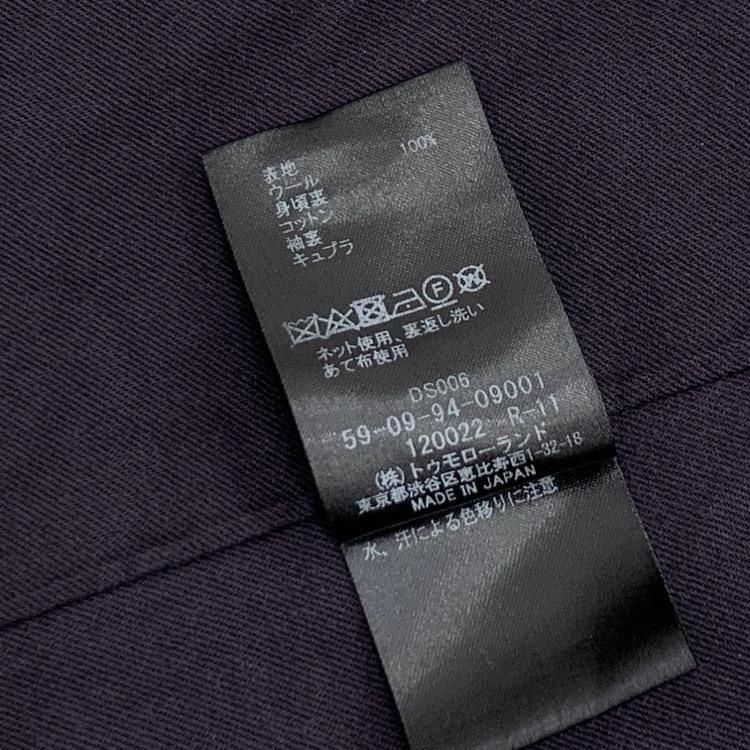 表地 100%
ウール
身頃裏
コットン
袖裏
キュプラ
F W
ネット使用、裏返し洗い
あて布使用
DS006
59-09-94-09001
120022 R-11
(株)トゥモローランド
東京都渋谷区恵比寿西1-32-18
MADE IN JAPAN
水、汗による色移りに注意